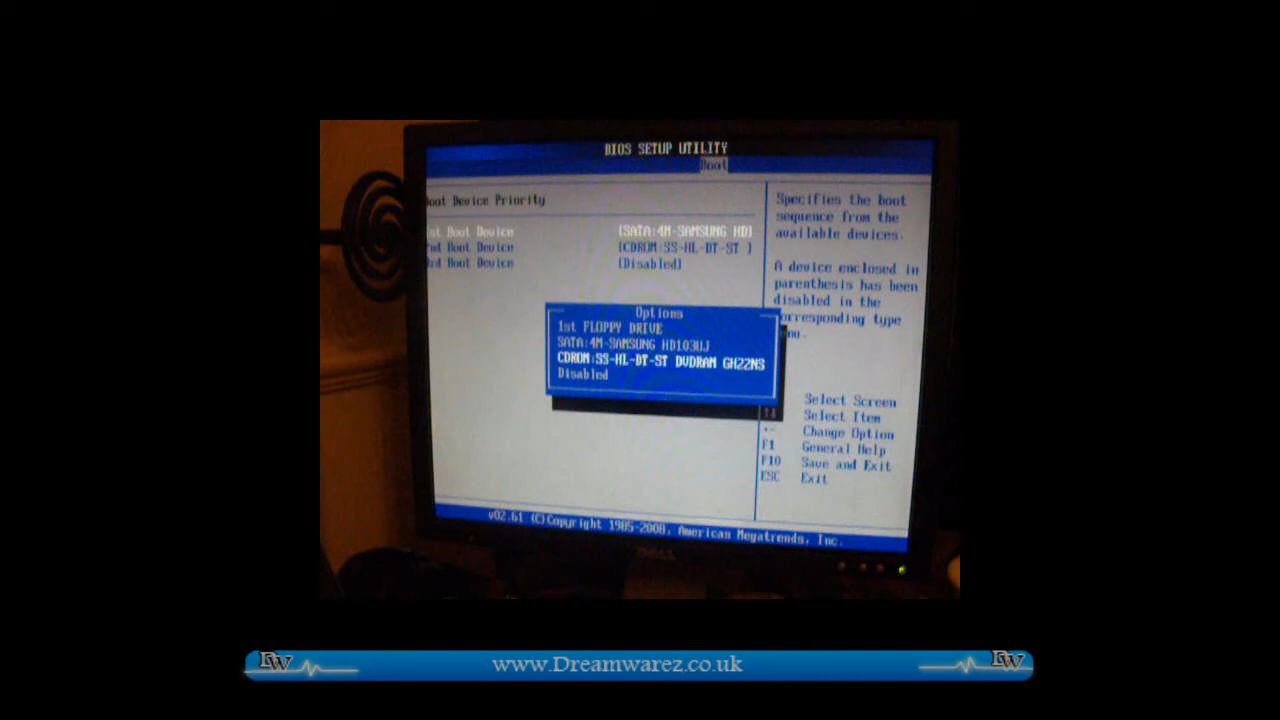 BIOS SETUP UTILITY
Boot
Boot Device Priority
1st Boot Device [SATA:4M-SAMSUNG HD]
2nd Boot Device [CDROM:SS-HL-DT-ST ]
3rd Boot Device [Disabled]
Options
1st FLOPPY DRIVE
SATA:4M-SAMSUNG HD103UJ
CDROM:SS-HL-DT-ST DVDRAM GH22NS
Disabled
Specifies the boot
sequence from the
available devices.
A device enclosed in
parenthesis has been
disabled in the
corresponding type
menu.
Select Screen
↑↓ Select Item
+- Change Option
F1 General Help
F10 Save and Exit
ESC Exit
v02.61 (C)Copyright 1985-2008, American Megatrends, Inc.
DELL
DW
www.Dreamwarez.co.uk
DW